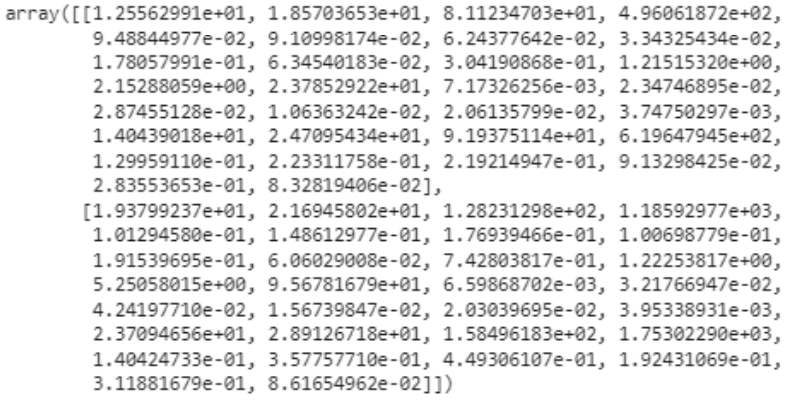 array([[1.25562991e+01, 1.85703653e+01, 8.11234703e+01, 4.96061872e+02,
9.48844977e-02, 9.10998174e-02, 6.24377642e-02, 3.34325434e-02,
1.78057991e-01, 6.34540183e-02, 3.04190868e-01, 1.21515320e+00,
2.15288059e+00, 2.37852922e+01, 7.17326256e-03, 2.34746895e-02,
2.87455128e-02, 1.06363242e-02, 2.06135799e-02, 3.74750297e-03,
1.40439018e+01, 2.47095434e+01, 9.19375114e+01, 6.19647945e+02,
1.29959110e-01, 2.23311758e-01, 2.19214947e-01, 9.13298425e-02,
2.83553653e-01, 8.32819406e-02],
[1.93799237e+01, 2.16945802e+01, 1.28231298e+02, 1.18592977e+03,
1.01294580e-01, 1.48612977e-01, 1.76939466e-01, 1.00698779e-01,
1.91539695e-01, 6.06029008e-02, 7.42803817e-01, 1.22253817e+00,
5.25058015e+00, 9.56781679e+01, 6.59868702e-03, 3.21766947e-02,
4.24197710e-02, 1.56739847e-02, 2.03039695e-02, 3.95338931e-03,
2.37094656e+01, 2.89126718e+01, 1.58496183e+02, 1.75302290e+03,
1.40424733e-01, 3.57757710e-01, 4.49306107e-01, 1.92431069e-01,
3.11881679e-01, 8.61654962e-02]])